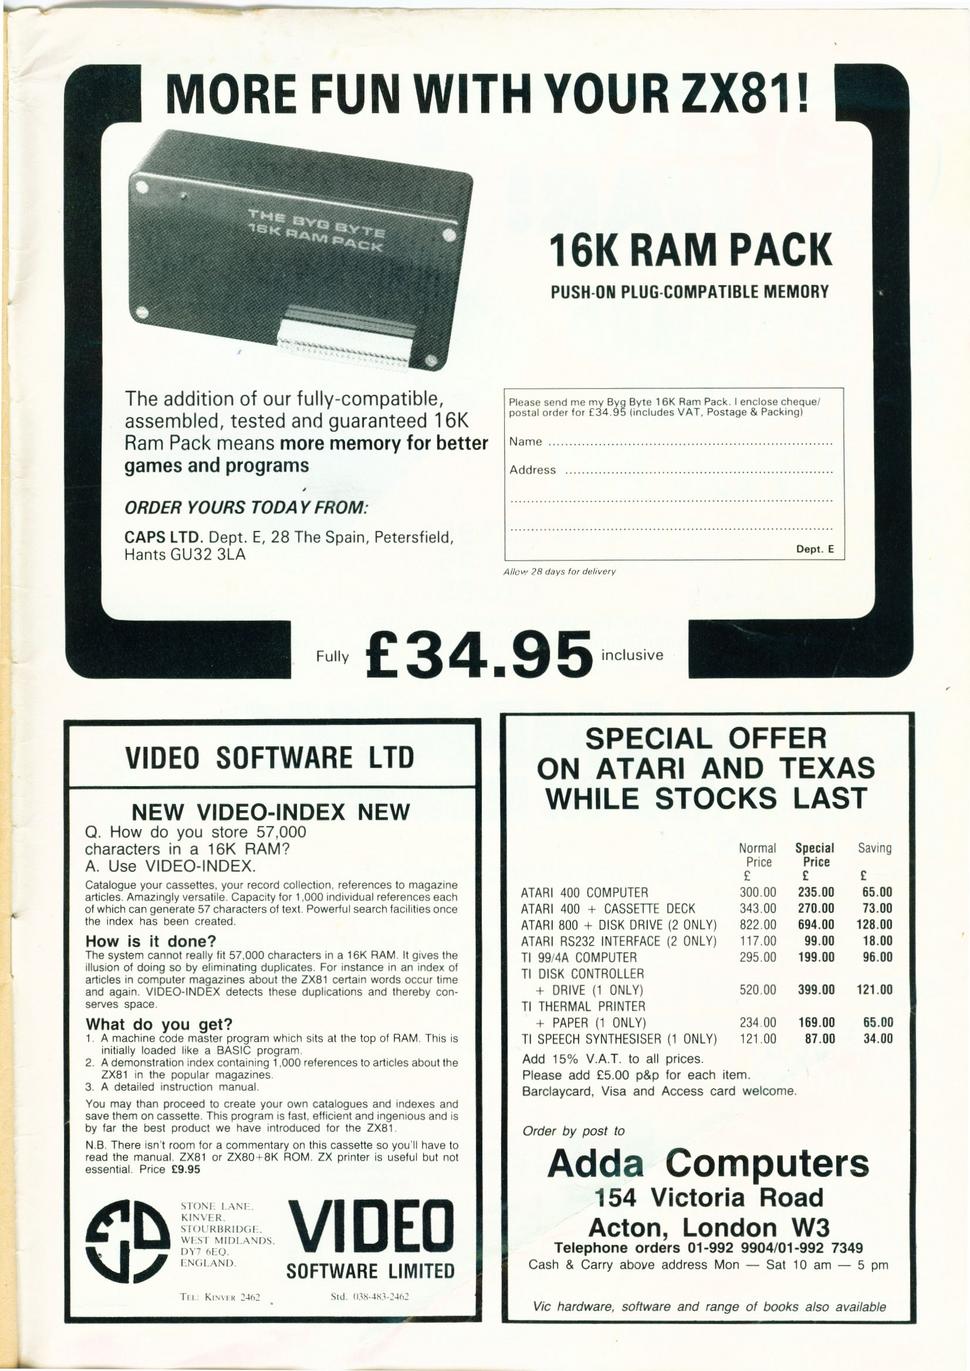 MORE FUN WITH YOUR ZX81!
THE BYG BYTE
16K RAM PACK
16K RAM PACK
PUSH-ON PLUG-COMPATIBLE MEMORY
The addition of our fully-compatible,
assembled, tested and guaranteed 16K
Ram Pack means more memory for better
games and programs
ORDER YOURS TODAY FROM:
CAPS LTD. Dept. E, 28 The Spain, Petersfield,
Hants GU32 3LA
Please send me my Byg Byte 16K Ram Pack. I enclose cheque/
postal order for £34.95 (includes VAT, Postage & Packing)
Name
Address
Dept. E
Allow 28 days for delivery
Fully £34.95 inclusive
VIDEO SOFTWARE LTD
NEW VIDEO-INDEX NEW
Q. How do you store 57,000
characters in a 16K RAM?
A. Use VIDEO-INDEX.
Catalogue your cassettes, your record collection, references to magazine
articles. Amazingly versatile. Capacity for 1,000 individual references each
of which can generate 57 characters of text. Powerful search facilities once
the index has been created.
How is it done?
The system cannot really fit 57,000 characters in a 16K RAM. It gives the
illusion of doing so by eliminating duplicates. For instance in an index of
articles in computer magazines about the ZX81 certain words occur time
and again. VIDEO-INDEX detects these duplications and thereby con-
serves space.
What do you get?
1. A machine code master program which sits at the top of RAM. This is
initially loaded like a BASIC program.
2. A demonstration index containing 1,000 references to articles about the
ZX81 in the popular magazines.
3. A detailed instruction manual.
You may than proceed to create your own catalogues and indexes and
save them on cassette. This program is fast, efficient and ingenious and is
by far the best product we have introduced for the ZX81.
N.B. There isn't room for a commentary on this cassette so you'll have to
read the manual. ZX81 or ZX80+8K ROM. ZX printer is useful but not
essential. Price £9.95
STONE LANE,
KINVER,
STOURBRIDGE,
WEST MIDLANDS,
DY7 6EQ.
ENGLAND.
VIDEO
SOFTWARE LIMITED
TEL: KINVER 2462
Std. 038-483-2462
SPECIAL OFFER
ON ATARI AND TEXAS
WHILE STOCKS LAST
Normal Special Saving
Price Price
£ £ £
ATARI 400 COMPUTER 300.00 235.00 65.00
ATARI 400 + CASSETTE DECK 343.00 270.00 73.00
ATARI 800 + DISK DRIVE (2 ONLY) 822.00 694.00 128.00
ATARI RS232 INTERFACE (2 ONLY) 117.00 99.00 18.00
TI 99/4A COMPUTER 295.00 199.00 96.00
TI DISK CONTROLLER
+ DRIVE (1 ONLY) 520.00 399.00 121.00
TI THERMAL PRINTER
+ PAPER (1 ONLY) 234.00 169.00 65.00
TI SPEECH SYNTHESISER (1 ONLY) 121.00 87.00 34.00
Add 15% V.A.T. to all prices.
Please add £5.00 p&p for each item.
Barclaycard, Visa and Access card welcome.
Order by post to
Adda Computers
154 Victoria Road
Acton, London W3
Telephone orders 01-992 9904/01-992 7349
Cash & Carry above address Mon — Sat 10 am — 5 pm
Vic hardware, software and range of books also available